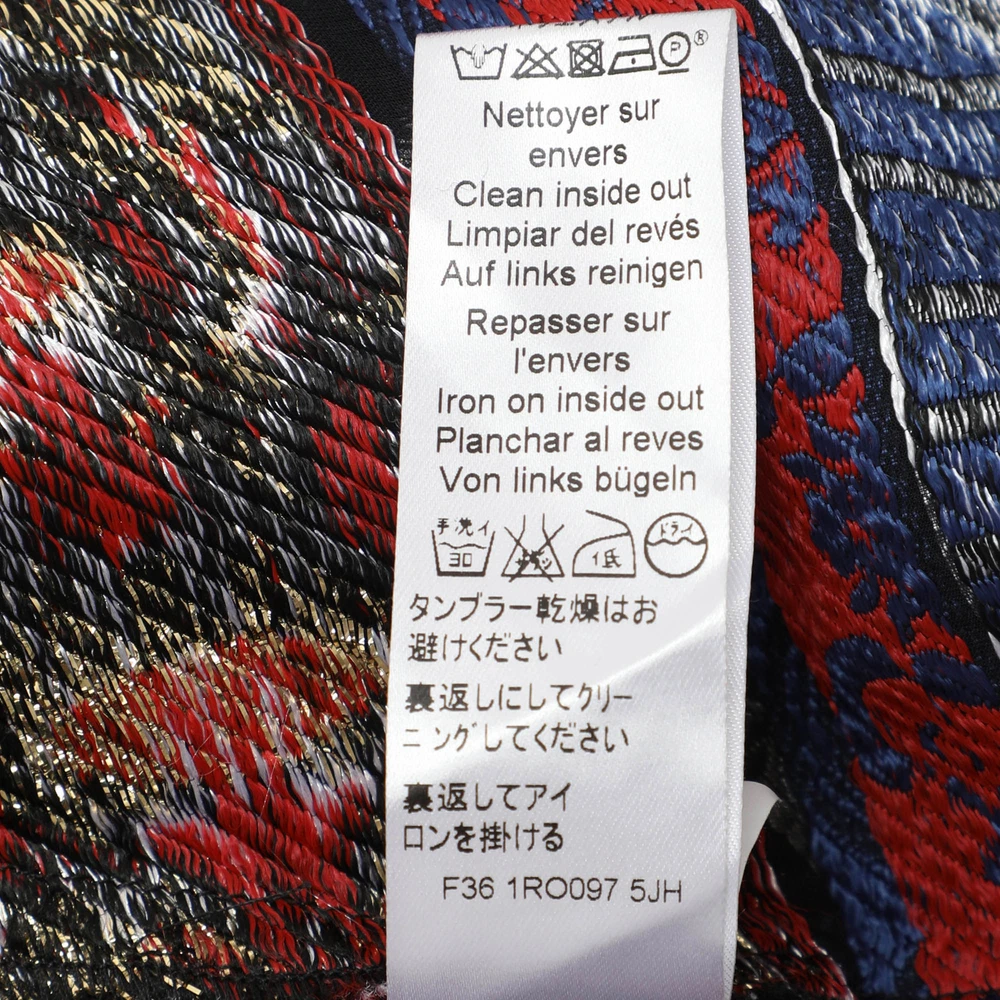 P ®
Nettoyer sur
envers
Clean inside out
Limpiar del revés
Auf links reinigen
Repasser sur
l'envers
Iron on inside out
Planchar al reves
Von links bügeln
手洗イ ドライ
30 低
タンブラー乾燥はお
避けください
裏返しにしてクリー
ニングしてください
裏返してアイ
ロンを掛ける
F36 1RO097 5JH